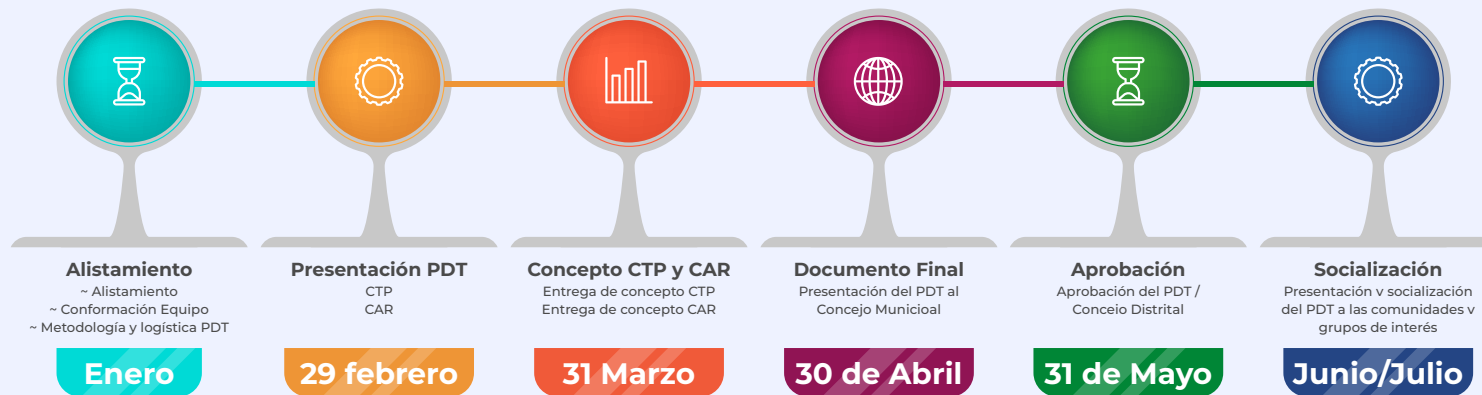 Alistamiento
~ Alistamiento
~ Conformación Equipo
~ Metodología y logística PDT
Enero
Presentación PDT
CTP
CAR
29 febrero
Concepto CTP y CAR
Entrega de concepto CTP
Entrega de concepto CAR
31 Marzo
Documento Final
Presentación del PDT al
Concejo Municioal
30 de Abril
Aprobación
Aprobación del PDT /
Conceio Distrital
31 de Mayo
Socialización
Presentación v socialización
del PDT a las comunidades v
grupos de interés
Junio/Julio